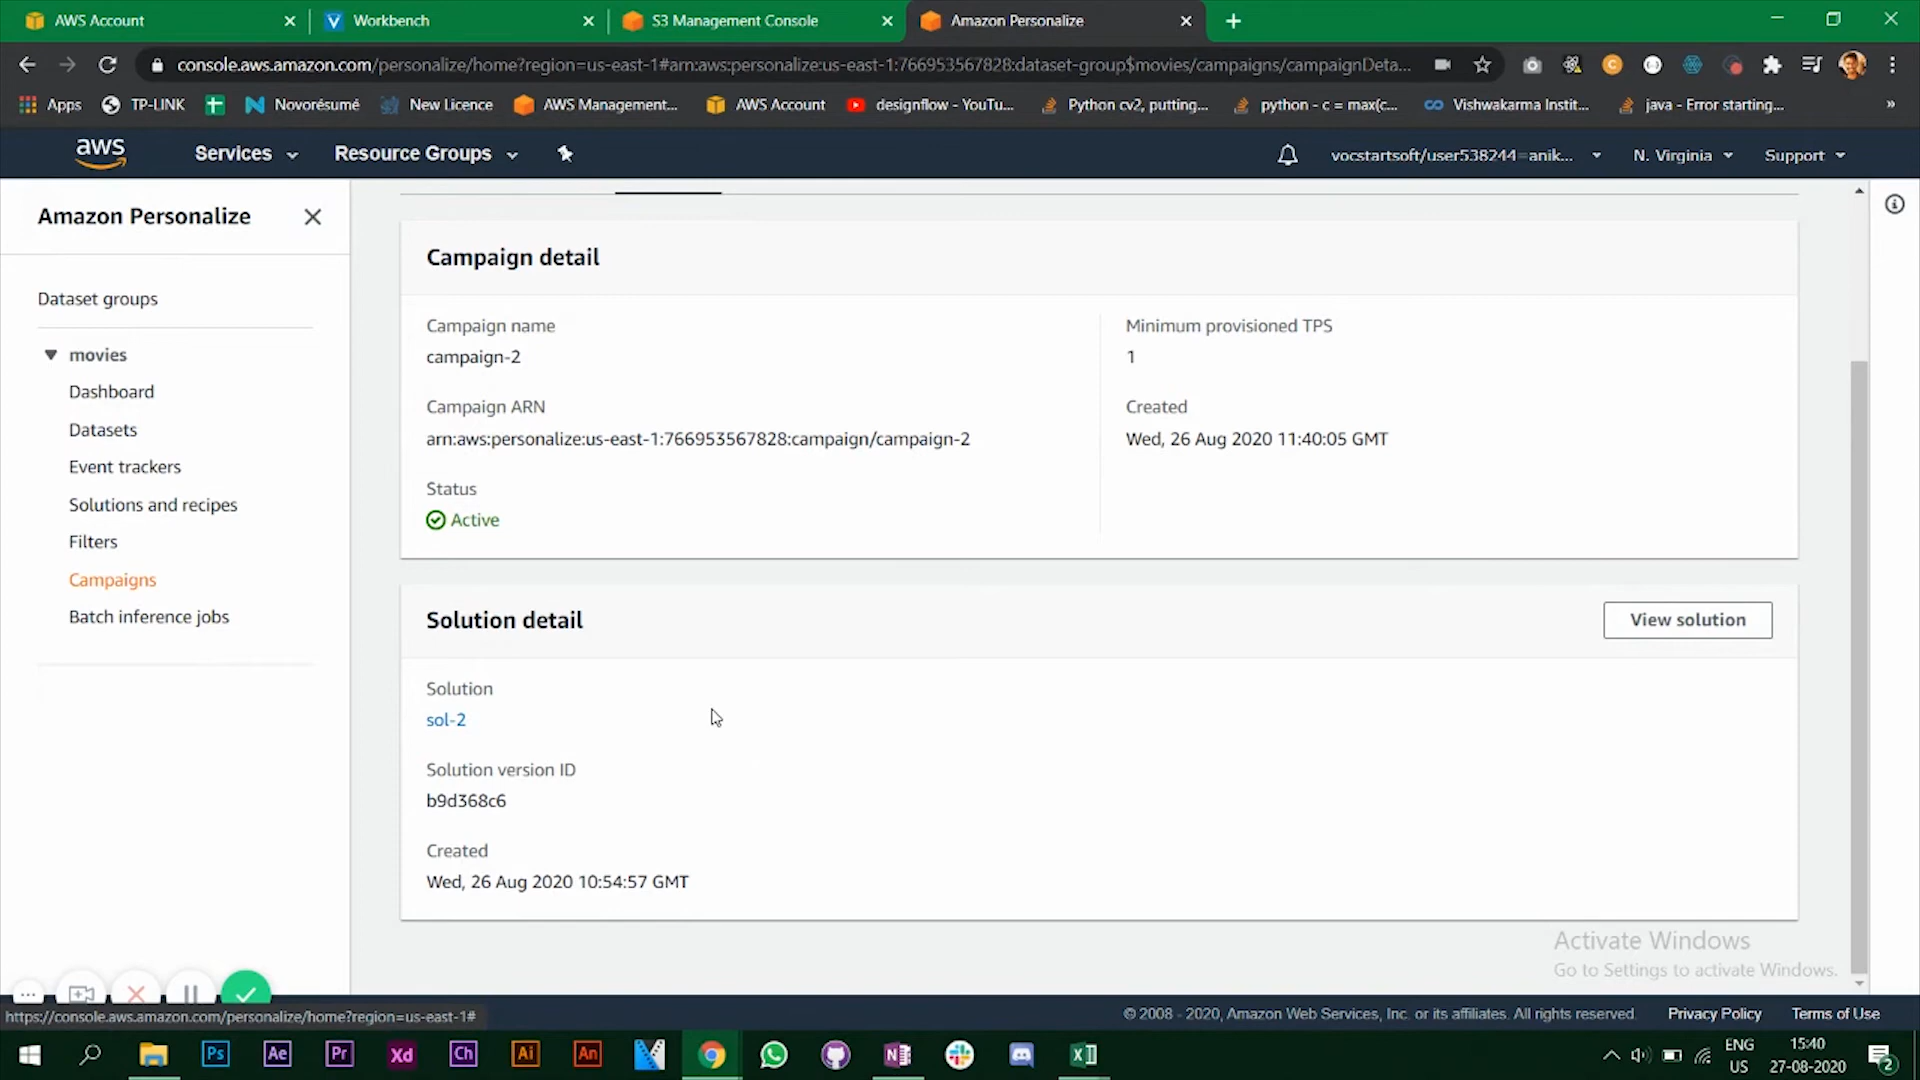 AWS Account
Workbench
S3 Management Console
Amazon Personalize
console.aws.amazon.com/personalize/home?region=us-east-1#arn:aws:personalize:us-east-1:766953567828:dataset-group$movies/campaigns/campaignDeta...
Apps
TP-LINK
Novorésumé
New Licence
AWS Management...
AWS Account
designflow - YouTu...
Python cv2, putting...
python - c = max(c...
Vishwakarma Instit...
java - Error starting...
»
aws
Services
Resource Groups
vocstartsoft/user538244=anik...
N. Virginia
Support
Amazon Personalize
Dataset groups
movies
Dashboard
Datasets
Event trackers
Solutions and recipes
Filters
Campaigns
Batch inference jobs
Campaign detail
Campaign name
campaign-2
Campaign ARN
arn:aws:personalize:us-east-1:766953567828:campaign/campaign-2
Status
Active
Minimum provisioned TPS
1
Created
Wed, 26 Aug 2020 11:40:05 GMT
Solution detail
View solution
Solution
sol-2
Solution version ID
b9d368c6
Created
Wed, 26 Aug 2020 10:54:57 GMT
Activate Windows
Go to Settings to activate Windows.
https://console.aws.amazon.com/personalize/home?region=us-east-1#
© 2008 - 2020, Amazon Web Services, Inc. or its affiliates. All rights reserved.
Privacy Policy
Terms of Use
Ps
Ae
Pr
Xd
Ch
Ai
An
ENG
US
15:40
27-08-2020
2